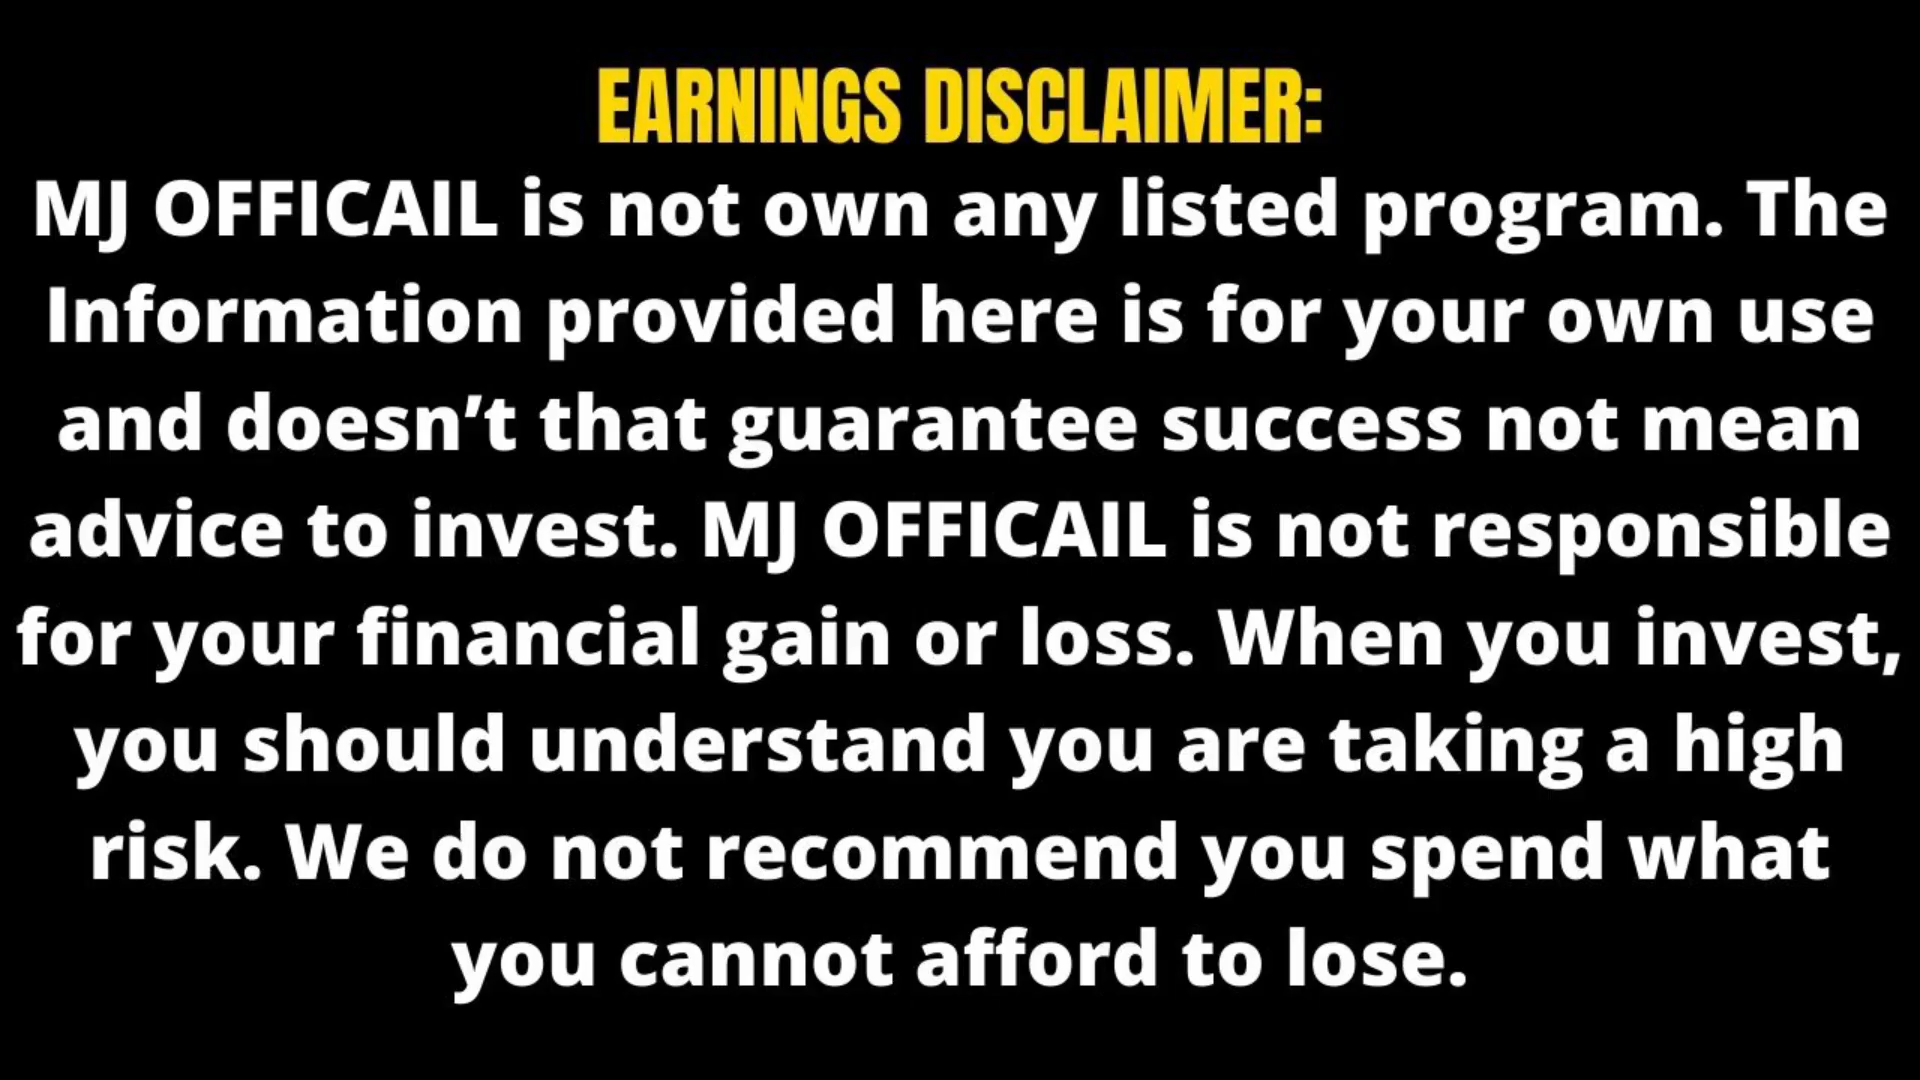 EARNINGS DISCLAIMER:
MJ OFFICAIL is not own any listed program. The
Information provided here is for your own use
and doesn’t that guarantee success not mean
advice to invest. MJ OFFICAIL is not responsible
for your financial gain or loss. When you invest,
you should understand you are taking a high
risk. We do not recommend you spend what
you cannot afford to lose.